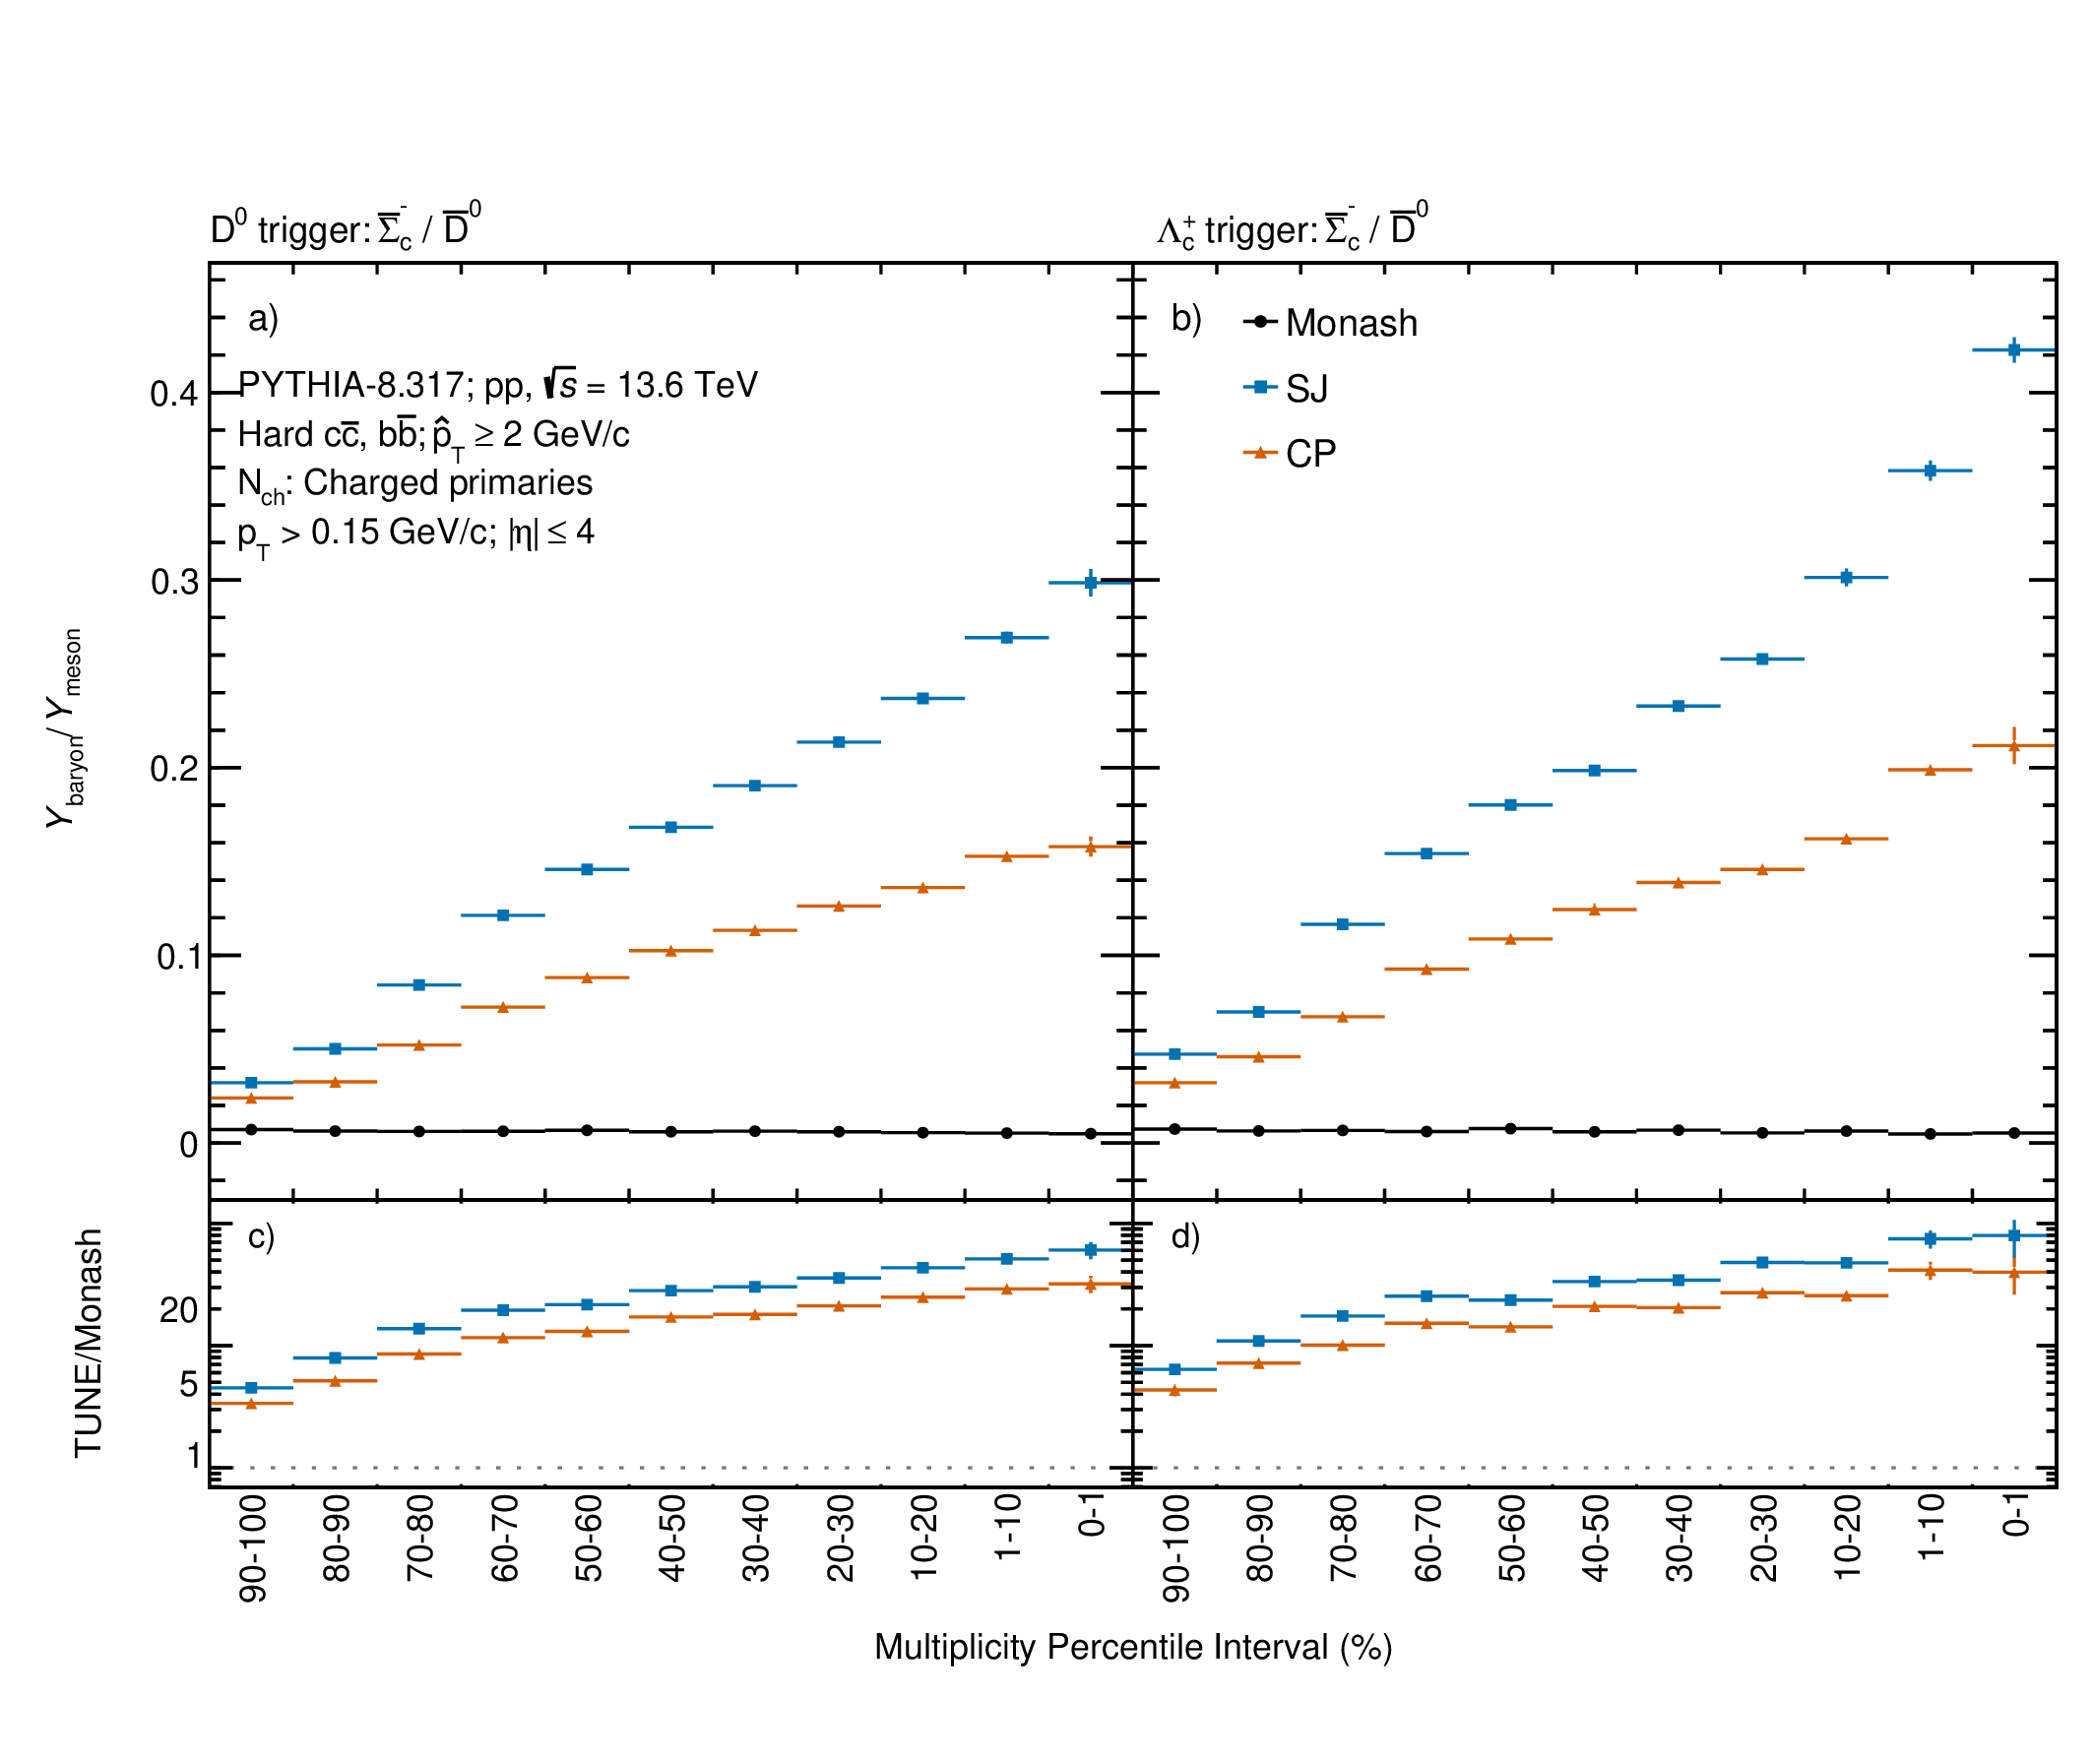 D⁰ trigger: Σ̅c⁻ / D̅⁰
Λc⁺ trigger: Σ̅c⁻ / D̅⁰
a)
PYTHIA-8.317; pp, √s = 13.6 TeV
Hard cc̅, bb̅; p̂T ≥ 2 GeV/c
Nch: Charged primaries
pT > 0.15 GeV/c; |η| ≤ 4
b)
Monash
SJ
CP
Ybaryon/Ymeson
0.4
0.3
0.2
0.1
0
c)
d)
TUNE/Monash
20
5
1
90-100 80-90 70-80 60-70 50-60 40-50 30-40 20-30 10-20 1-10 0-1
90-100 80-90 70-80 60-70 50-60 40-50 30-40 20-30 10-20 1-10 0-1
Multiplicity Percentile Interval (%)